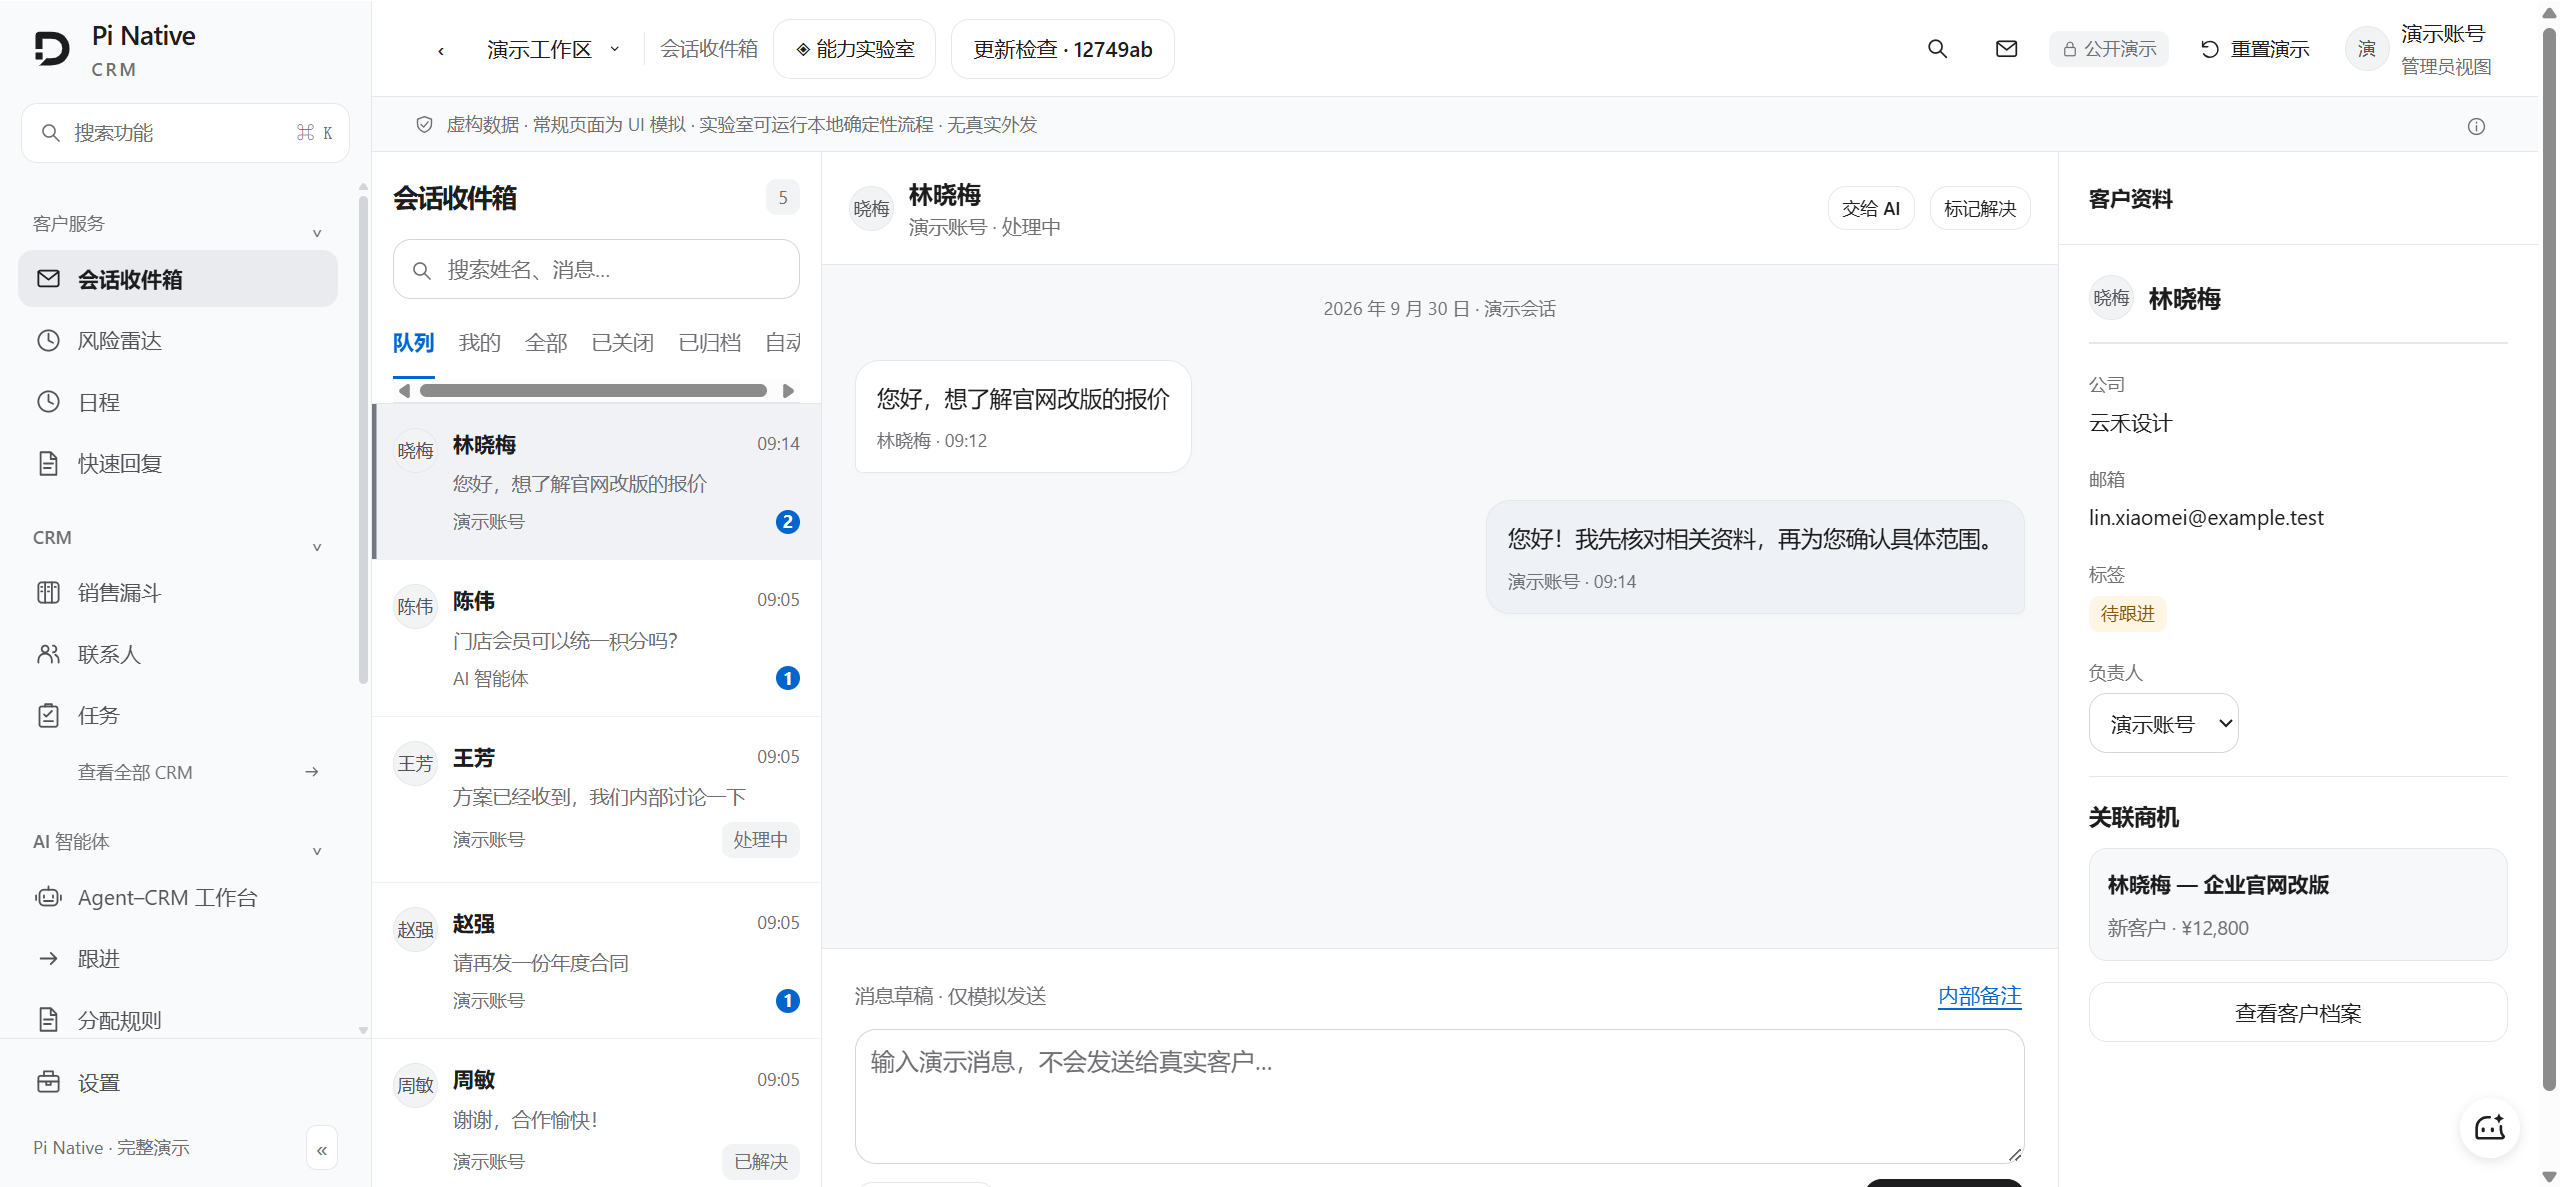 Pi Native
CRM
搜索功能
⌘ K
客户服务
会话收件箱
风险雷达
日程
快速回复
CRM
销售漏斗
联系人
任务
查看全部 CRM →
AI 智能体
Agent–CRM 工作台
跟进
分配规则
设置
Pi Native · 完整演示
«
‹
演示工作区
会话收件箱
◈ 能力实验室
更新检查 · 12749ab
公开演示
重置演示
演
演示账号
管理员视图
虚构数据 · 常规页面为 UI 模拟 · 实验室可运行本地确定性流程 · 无真实外发
会话收件箱
5
搜索姓名、消息...
队列 我的 全部 已关闭 已归档 自动
晓梅
林晓梅
09:14
您好，想了解官网改版的报价
演示账号
2
陈伟
陈伟
09:05
门店会员可以统一积分吗？
AI 智能体
1
王芳
王芳
09:05
方案已经收到，我们内部讨论一下
演示账号
处理中
赵强
赵强
09:05
请再发一份年度合同
演示账号
1
周敏
周敏
09:05
谢谢，合作愉快！
演示账号
已解决
晓梅
林晓梅
演示账号 · 处理中
交给 AI
标记解决
2026 年 9 月 30 日 · 演示会话
您好，想了解官网改版的报价
林晓梅 · 09:12
您好！我先核对相关资料，再为您确认具体范围。
演示账号 · 09:14
消息草稿 · 仅模拟发送
内部备注
输入演示消息，不会发送给真实客户...
客户资料
晓梅
林晓梅
公司
云禾设计
邮箱
lin.xiaomei@example.test
标签
待跟进
负责人
演示账号
关联商机
林晓梅 — 企业官网改版
新客户 · ¥12,800
查看客户档案